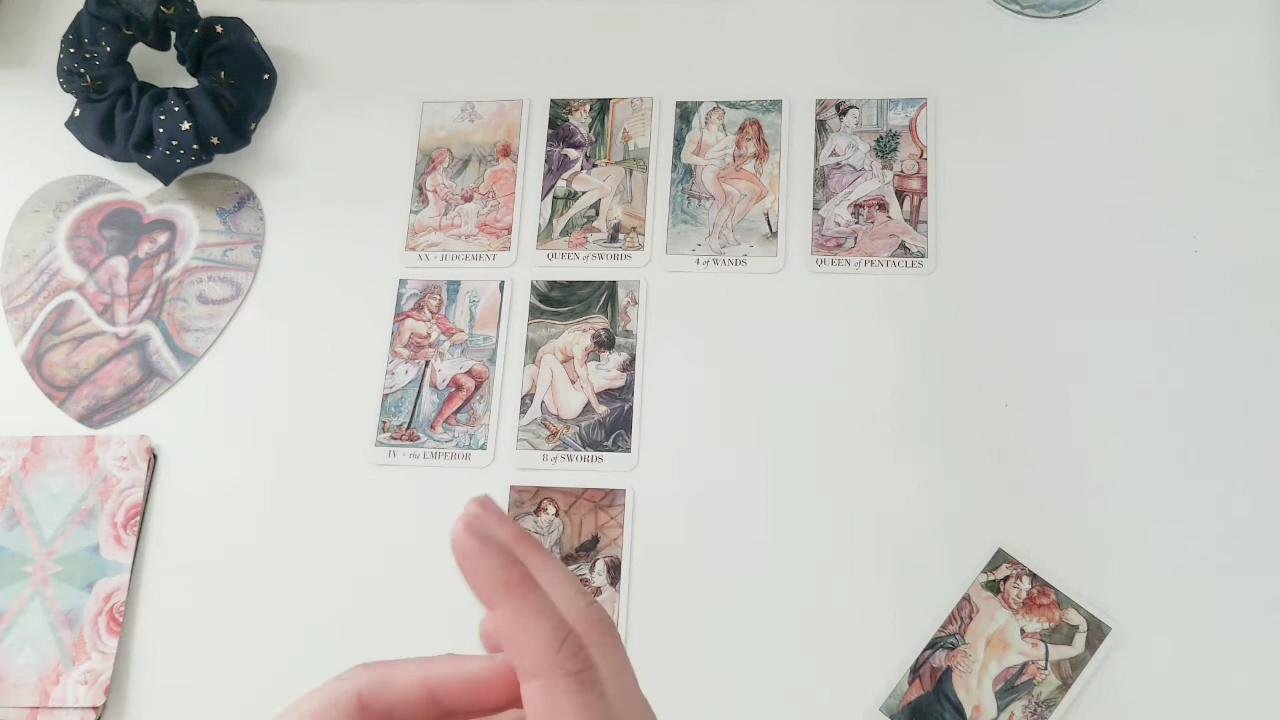 XX • JUDGEMENT
QUEEN of SWORDS
4 of WANDS
QUEEN of PENTACLES
IV • the EMPEROR
8 of SWORDS